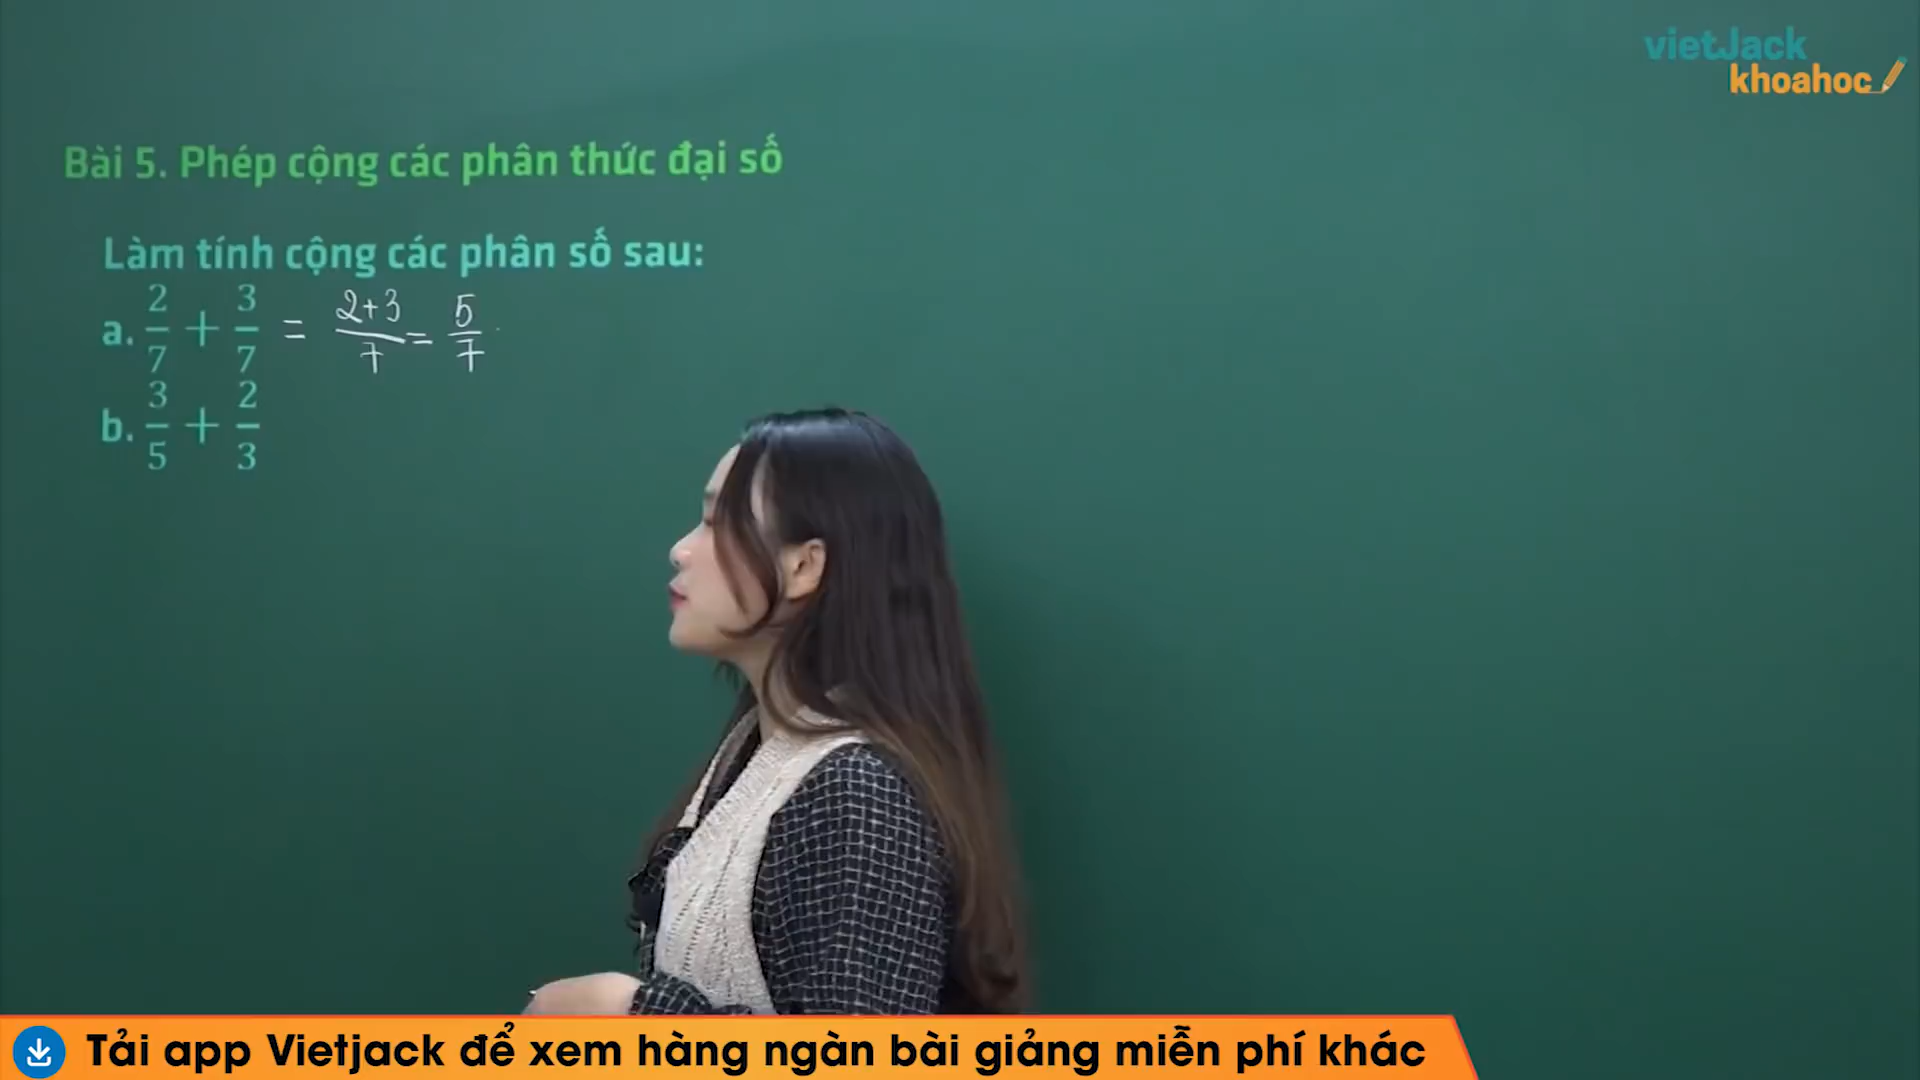 vietJack
khoahoc
Bài 5. Phép cộng các phân thức đại số
Làm tính cộng các phân số sau:
a. 2/7 + 3/7 = (2+3)/7 = 5/7
b. 3/5 + 2/3
Tải app Vietjack để xem hàng ngàn bài giảng miễn phí khác